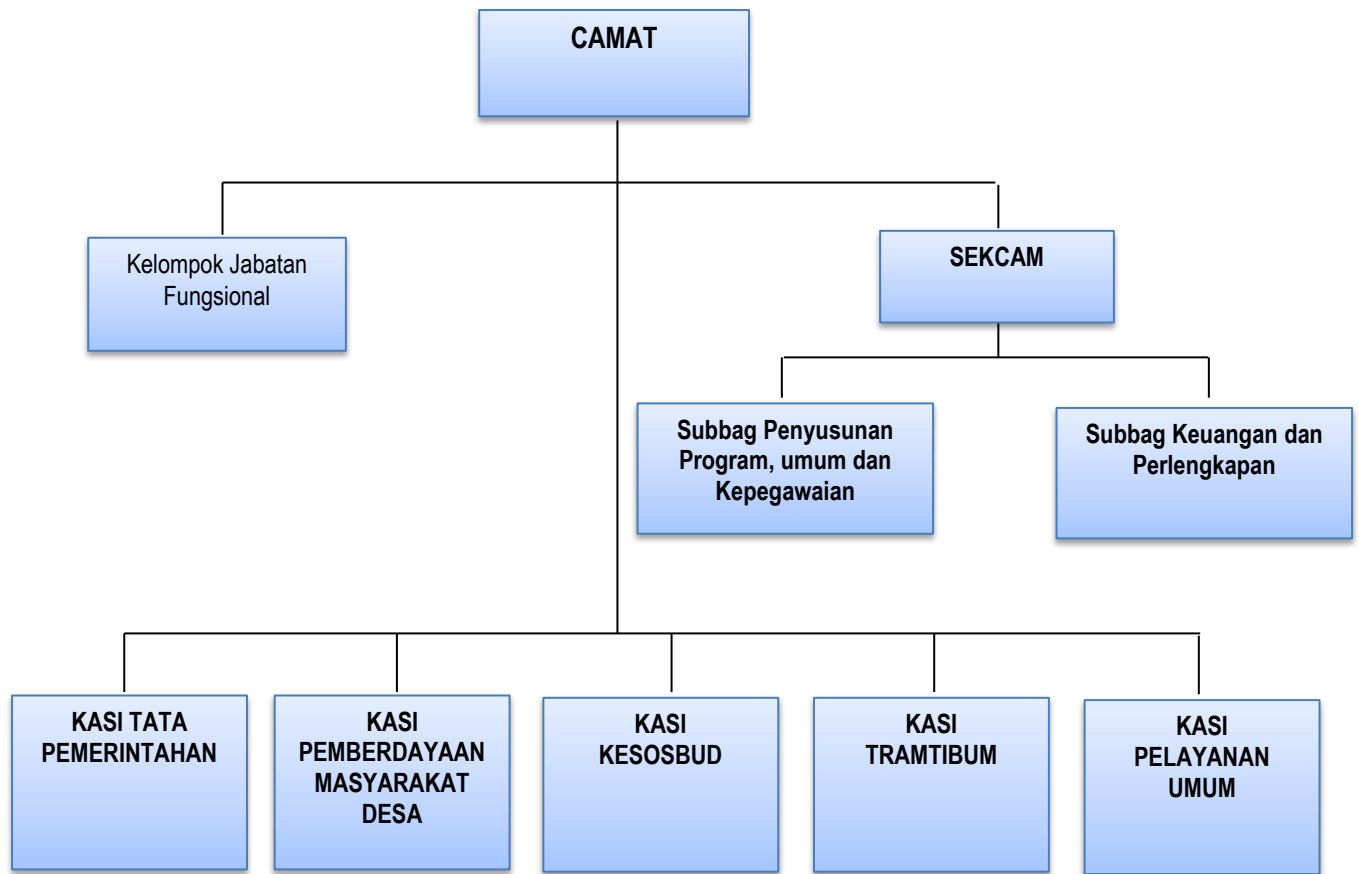 CAMAT
Kelompok Jabatan
Fungsional
SEKCAM
Subbag Penyusunan
Program, umum dan
Kepegawaian
Subbag Keuangan dan
Perlengkapan
KASI TATA
PEMERINTAHAN
KASI
PEMBERDAYAAN
MASYARAKAT
DESA
KASI
KESOSBUD
KASI
TRAMTIBUM
KASI
PELAYANAN
UMUM